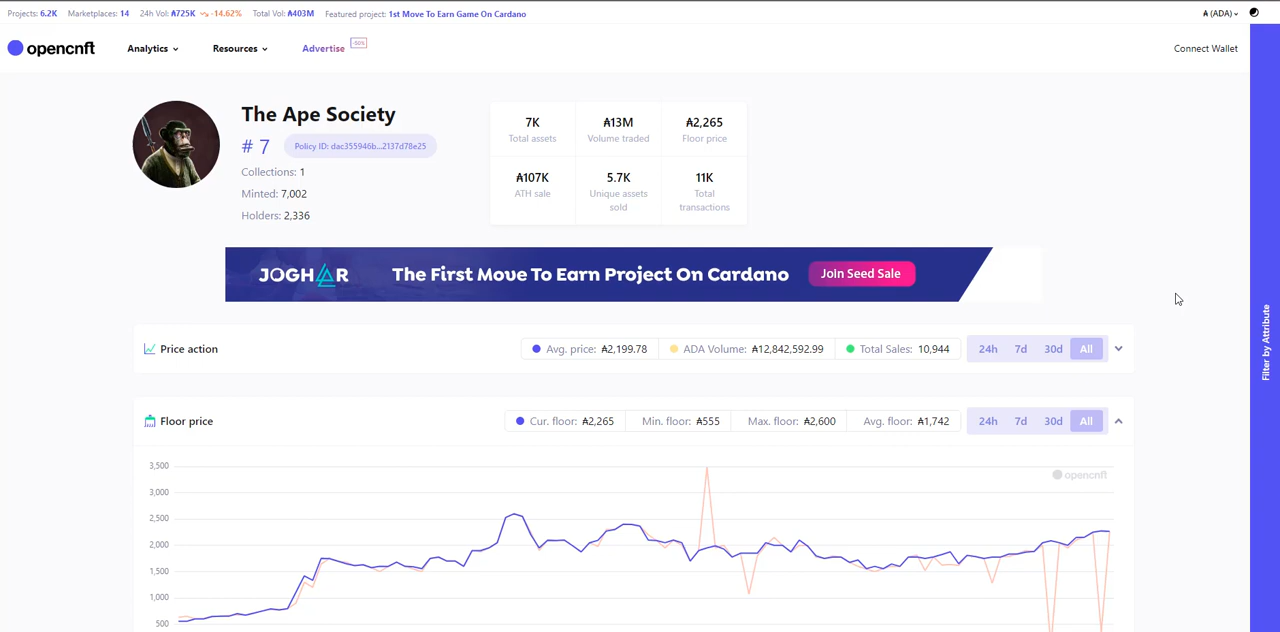 Projects: 6.2K Marketplaces: 14 24h Vol: ₳725K -14.62% Total Vol: ₳403M Featured project: 1st Move To Earn Game On Cardano ₳ (ADA)
opencnft Analytics Resources Advertise -50% Connect Wallet
The Ape Society
# 7 Policy ID: dac355946b...2137d78e25
Collections: 1
Minted: 7,002
Holders: 2,336
7K ₳13M ₳2,265
Total assets Volume traded Floor price
₳107K 5.7K 11K
ATH sale Unique assets sold Total transactions
JOGHAR The First Move To Earn Project On Cardano Join Seed Sale
Filter by Attribute
Price action Avg. price: ₳2,199.78 ADA Volume: ₳12,842,592.99 Total Sales: 10,944 24h 7d 30d All
Floor price Cur. floor: ₳2,265 Min. floor: ₳555 Max. floor: ₳2,600 Avg. floor: ₳1,742 24h 7d 30d All
3,500
opencnft
3,000
2,500
2,000
1,500
1,000
500